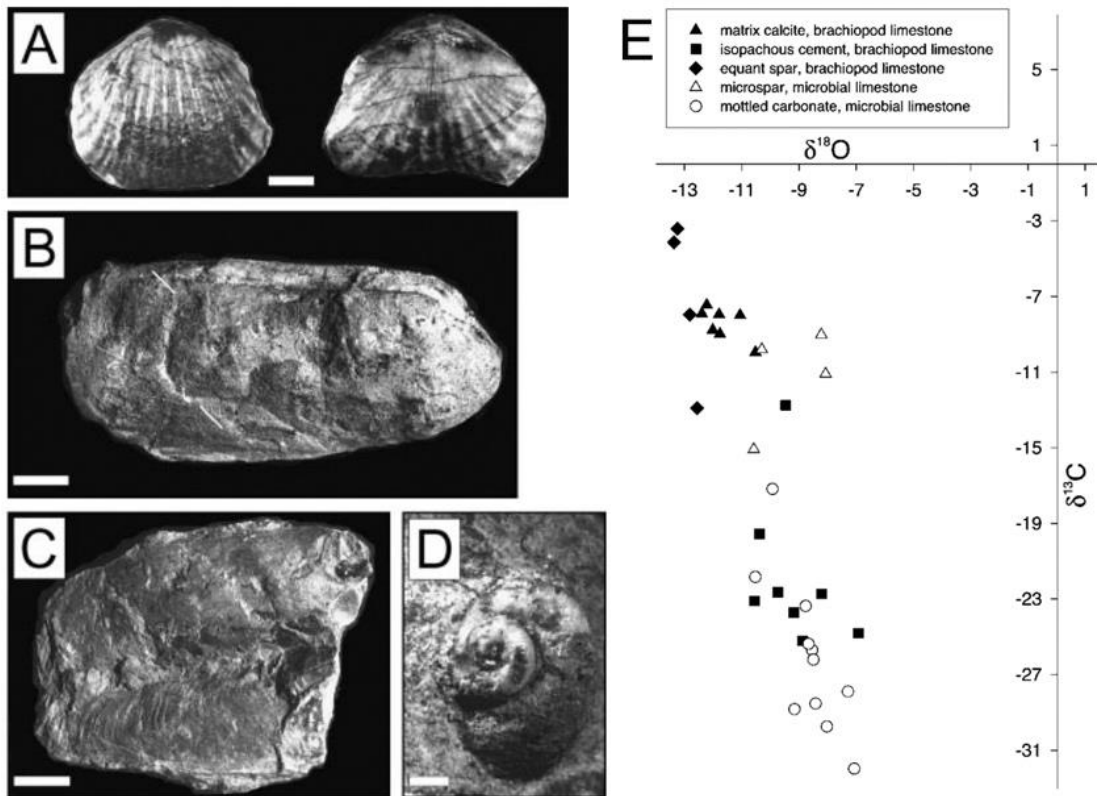 A
B
C
D
E
▲ matrix calcite, brachiopod limestone
■ isopachous cement, brachiopod limestone
◆ equant spar, brachiopod limestone
△ microspar, microbial limestone
○ mottled carbonate, microbial limestone
δ¹⁸O
5
1
-13 -11 -9 -7 -5 -3 -1 1
-3
-7
-11
-15
-19
-23
-27
-31
δ¹³C